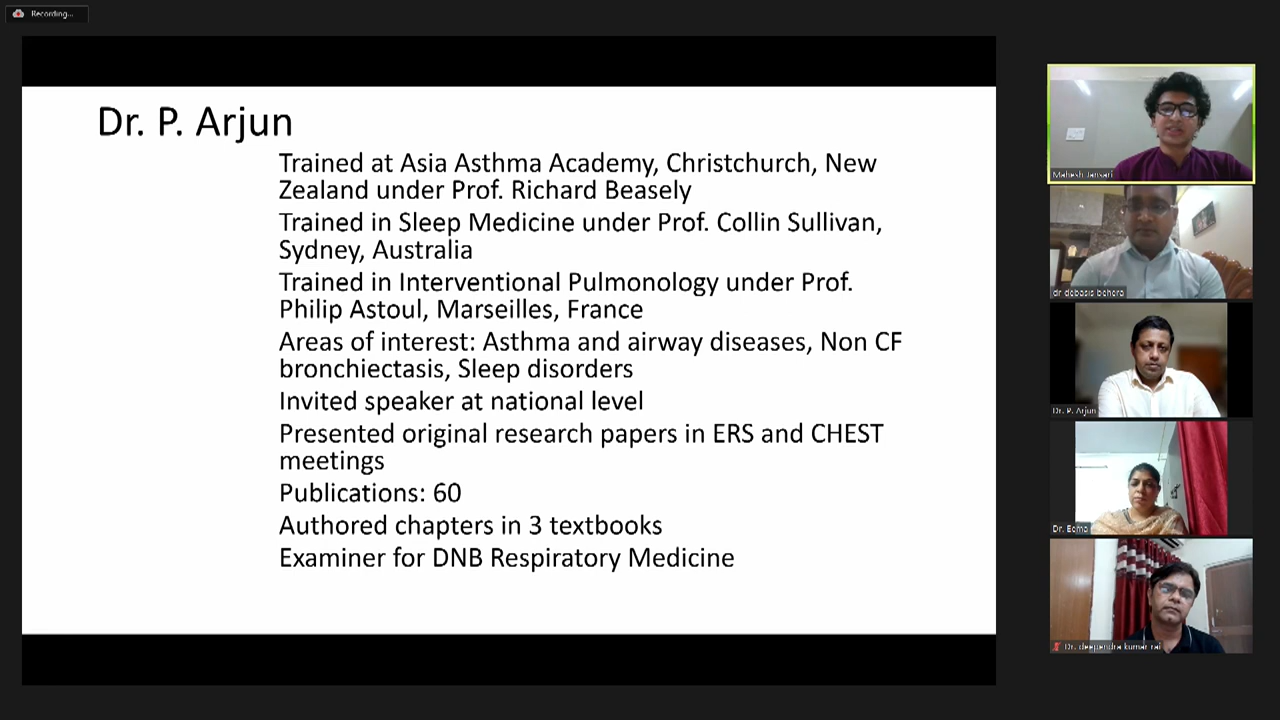 Recording...
Dr. P. Arjun
Trained at Asia Asthma Academy, Christchurch, New
Zealand under Prof. Richard Beasely
Trained in Sleep Medicine under Prof. Collin Sullivan,
Sydney, Australia
Trained in Interventional Pulmonology under Prof.
Philip Astoul, Marseilles, France
Areas of interest: Asthma and airway diseases, Non CF
bronchiectasis, Sleep disorders
Invited speaker at national level
Presented original research papers in ERS and CHEST
meetings
Publications: 60
Authored chapters in 3 textbooks
Examiner for DNB Respiratory Medicine
Mahesh Jansari
dr debasis behera
Dr. P. Arjun
Dr.
Dr. deependra kumar rai